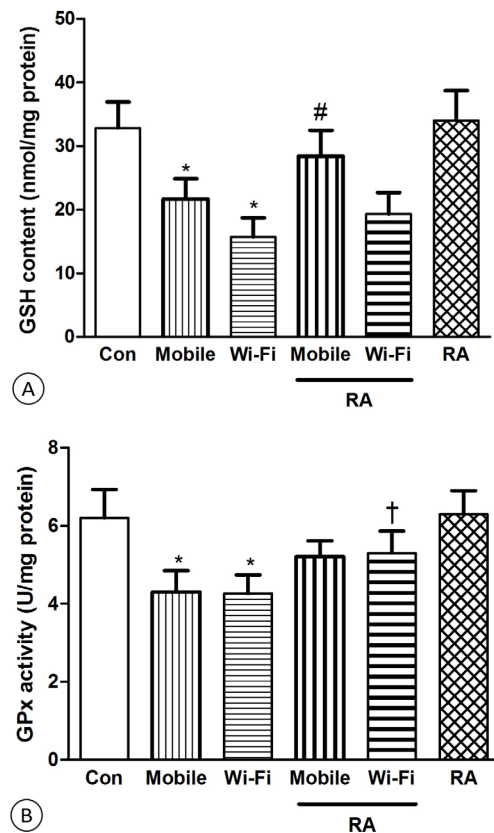 GSH content (nmol/mg protein)
50
40
30
20
10
0
*
*
#
Con Mobile Wi-Fi Mobile Wi-Fi RA
RA
A
GPx activity (U/mg protein)
8
6
4
2
0
*
*
†
Con Mobile Wi-Fi Mobile Wi-Fi RA
RA
B